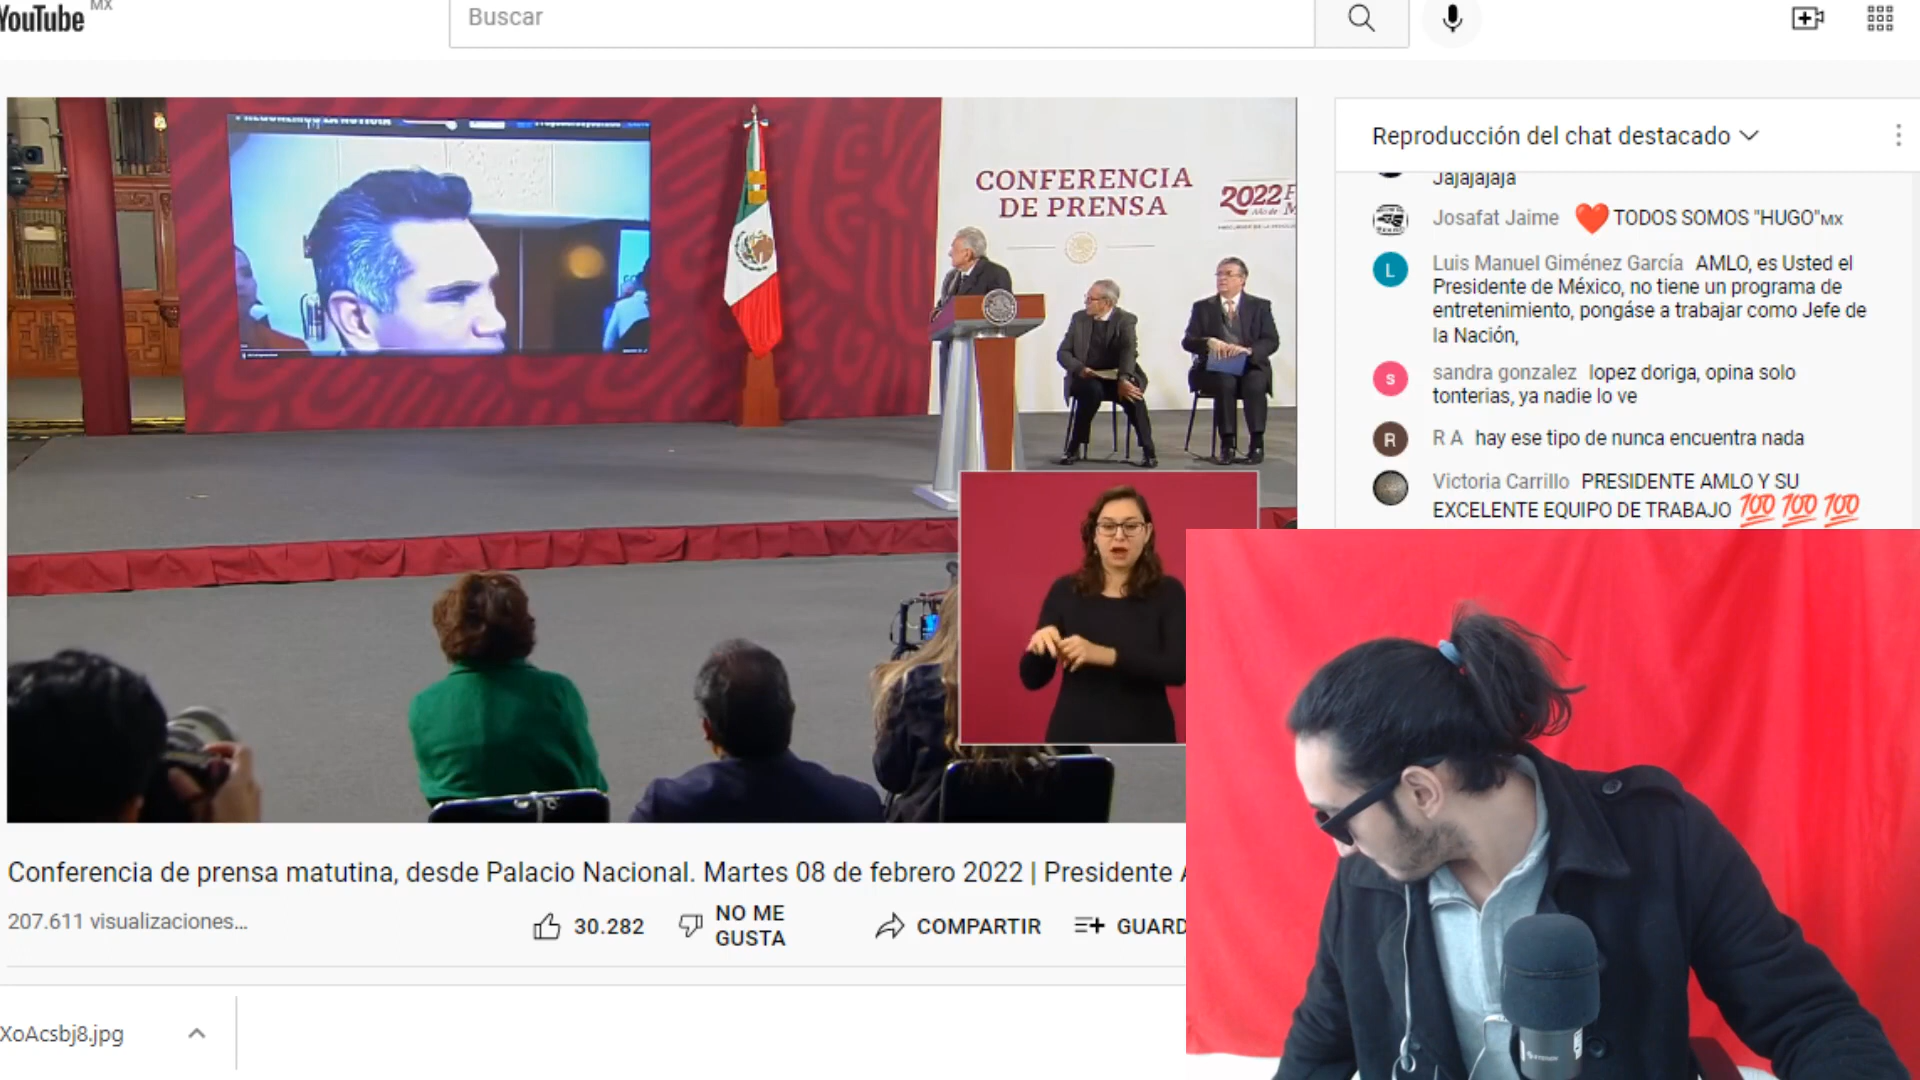 YouTube MX
Buscar
CONFERENCIA
DE PRENSA
2022
Reproducción del chat destacado
Jajajajaja
Josafat Jaime ❤️TODOS SOMOS "HUGO"MX
L Luis Manuel Giménez García AMLO, es Usted el
Presidente de México, no tiene un programa de
entretenimiento, pongáse a trabajar como Jefe de
la Nación,
s sandra gonzalez lopez doriga, opina solo
tonterias, ya nadie lo ve
R R A hay ese tipo de nunca encuentra nada
Victoria Carrillo PRESIDENTE AMLO Y SU
EXCELENTE EQUIPO DE TRABAJO 💯 💯 💯
Conferencia de prensa matutina, desde Palacio Nacional. Martes 08 de febrero 2022 | Presidente
207.611 visualizaciones...
30.282
NO ME
GUSTA
COMPARTIR
GUARD
XoAcsbj8.jpg